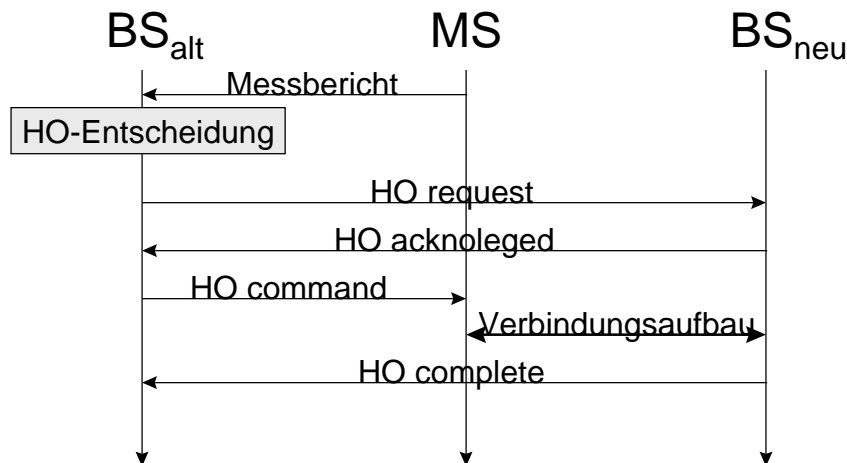 BSalt MS BSneu
Messbericht
HO-Entscheidung
HO request
HO acknoleged
HO command
Verbindungsaufbau
HO complete